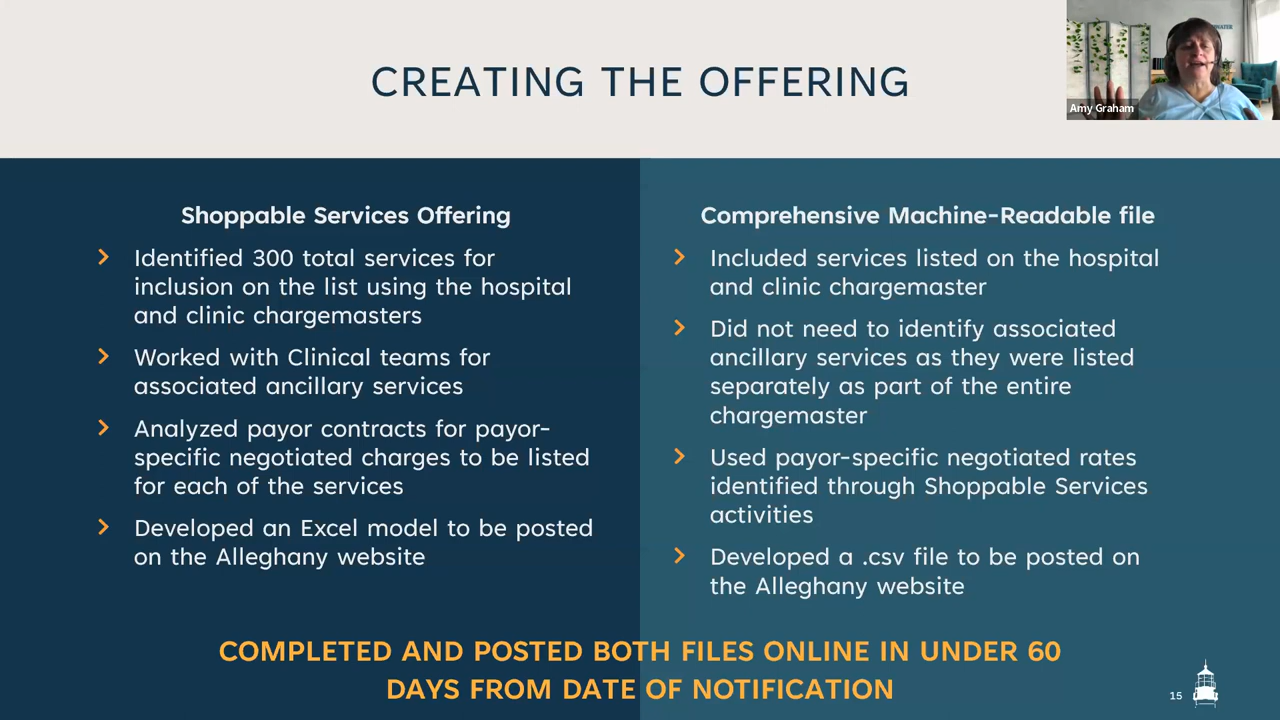 CREATING THE OFFERING
Amy Graham
Shoppable Services Offering
Identified 300 total services for
inclusion on the list using the hospital
and clinic chargemasters
Worked with Clinical teams for
associated ancillary services
Analyzed payor contracts for payor-
specific negotiated charges to be listed
for each of the services
Developed an Excel model to be posted
on the Alleghany website
Comprehensive Machine-Readable file
Included services listed on the hospital
and clinic chargemaster
Did not need to identify associated
ancillary services as they were listed
separately as part of the entire
chargemaster
Used payor-specific negotiated rates
identified through Shoppable Services
activities
Developed a .csv file to be posted on
the Alleghany website
COMPLETED AND POSTED BOTH FILES ONLINE IN UNDER 60
DAYS FROM DATE OF NOTIFICATION
15